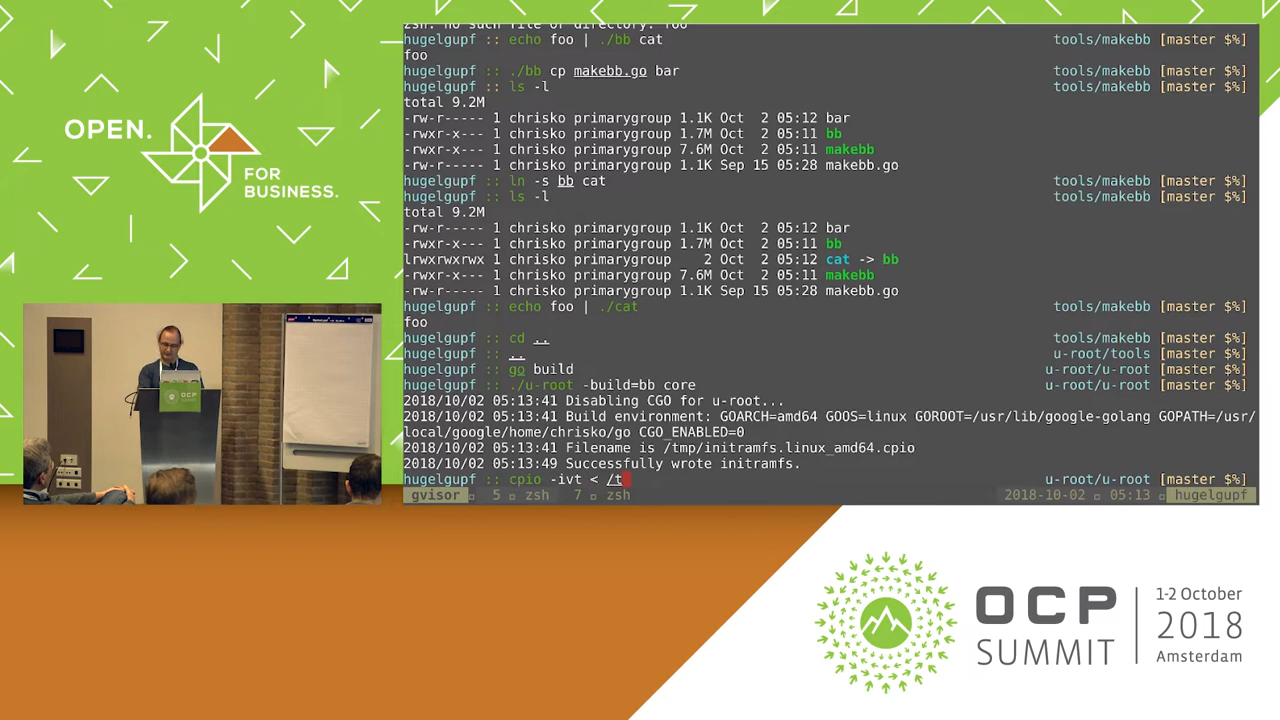 OPEN.
FOR
BUSINESS.
zsh: no such file or directory: foo
hugelgupf :: echo foo | ./bb cat tools/makebb [master $%]
foo
hugelgupf :: ./bb cp makebb.go bar tools/makebb [master $%]
hugelgupf :: ls -l tools/makebb [master $%]
total 9.2M
-rw-r----- 1 chrisko primarygroup 1.1K Oct  2 05:12 bar
-rwxr-x--- 1 chrisko primarygroup 1.7M Oct  2 05:11 bb
-rwxr-x--- 1 chrisko primarygroup 7.6M Oct  2 05:11 makebb
-rw-r----- 1 chrisko primarygroup 1.1K Sep 15 05:28 makebb.go
hugelgupf :: ln -s bb cat tools/makebb [master $%]
hugelgupf :: ls -l tools/makebb [master $%]
total 9.2M
-rw-r----- 1 chrisko primarygroup 1.1K Oct  2 05:12 bar
-rwxr-x--- 1 chrisko primarygroup 1.7M Oct  2 05:11 bb
lrwxrwxrwx 1 chrisko primarygroup    2 Oct  2 05:12 cat -> bb
-rwxr-x--- 1 chrisko primarygroup 7.6M Oct  2 05:11 makebb
-rw-r----- 1 chrisko primarygroup 1.1K Sep 15 05:28 makebb.go
hugelgupf :: echo foo | ./cat tools/makebb [master $%]
foo
hugelgupf :: cd .. tools/makebb [master $%]
hugelgupf :: .. u-root/tools [master $%]
hugelgupf :: go build u-root/u-root [master $%]
hugelgupf :: ./u-root -build=bb core u-root/u-root [master $%]
2018/10/02 05:13:41 Disabling CGO for u-root...
2018/10/02 05:13:41 Build environment: GOARCH=amd64 GOOS=linux GOROOT=/usr/lib/google-golang GOPATH=/usr/
local/google/home/chrisko/go CGO_ENABLED=0
2018/10/02 05:13:41 Filename is /tmp/initramfs.linux_amd64.cpio
2018/10/02 05:13:49 Successfully wrote initramfs.
hugelgupf :: cpio -ivt < /t u-root/u-root [master $%]
gvisor 5 zsh 7 zsh 2018-10-02 05:13 hugelgupf
OCP
SUMMIT
OCP
SUMMIT
1-2 October
2018
Amsterdam